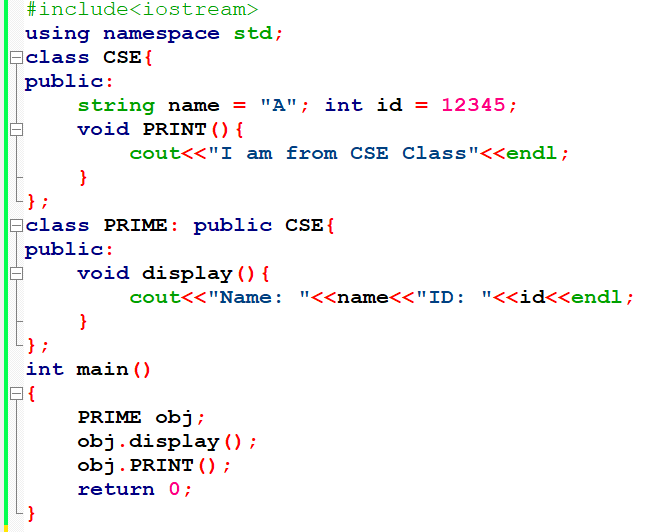 #include<iostream>
using namespace std;
class CSE{
public:
    string name = "A"; int id = 12345;
    void PRINT(){
        cout<<"I am from CSE Class"<<endl;
    }
};
class PRIME: public CSE{
public:
    void display(){
        cout<<"Name: "<<name<<"ID: "<<id<<endl;
    }
};
int main()
{
    PRIME obj;
    obj.display();
    obj.PRINT();
    return 0;
}